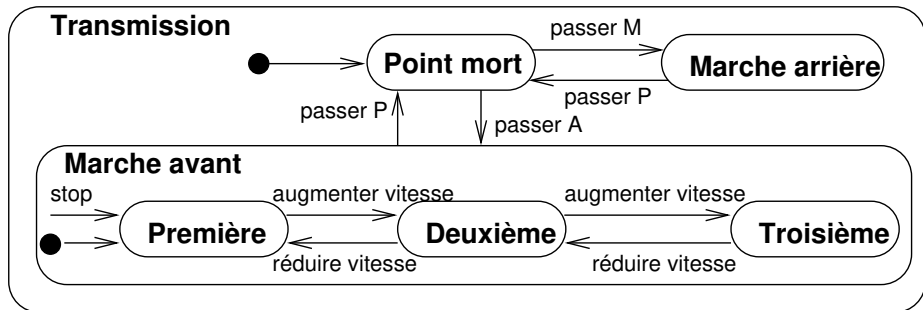 Transmission
passer M
Point mort
Marche arrière
passer P
passer P
passer A
Marche avant
stop
augmenter vitesse
augmenter vitesse
Première
Deuxième
Troisième
réduire vitesse
réduire vitesse